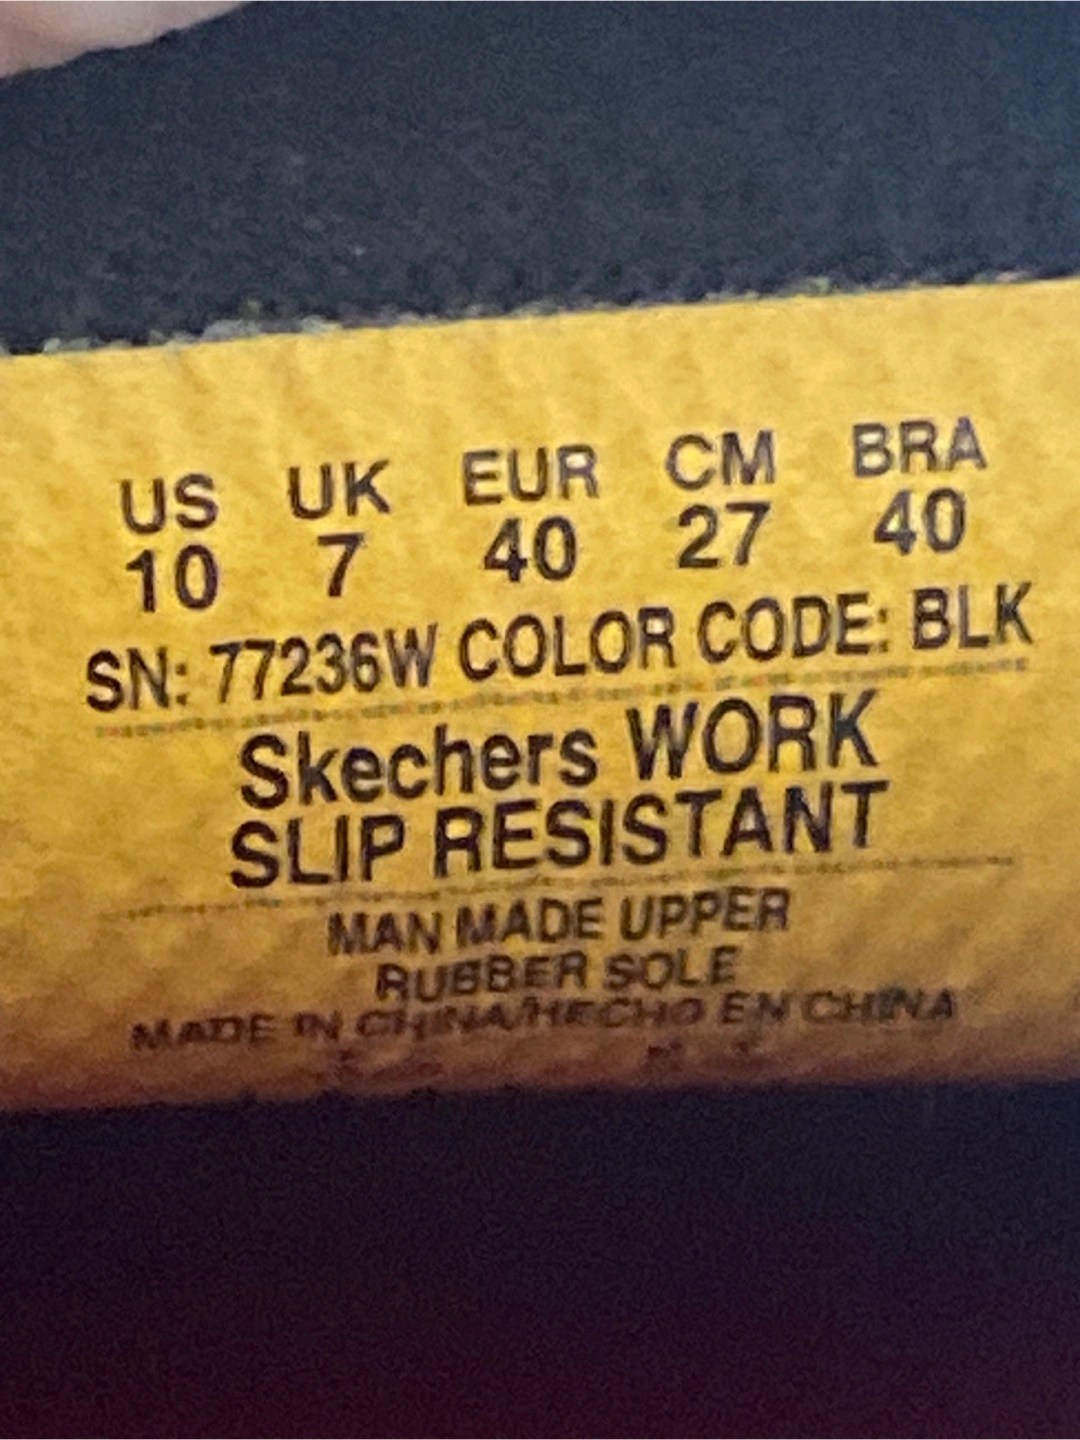 US UK EUR CM BRA
10 7 40 27 40
SN: 77236W COLOR CODE: BLK
Skechers WORK
SLIP RESISTANT
MAN MADE UPPER
RUBBER SOLE
MADE IN CHINA/HECHO EN CHINA